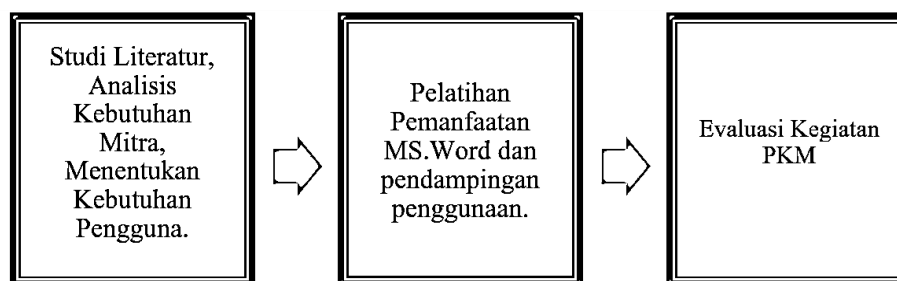 Studi Literatur,
Analisis
Kebutuhan
Mitra,
Menentukan
Kebutuhan
Pengguna.
Pelatihan
Pemanfaatan
MS.Word dan
pendampingan
penggunaan.
Evaluasi Kegiatan
PKM